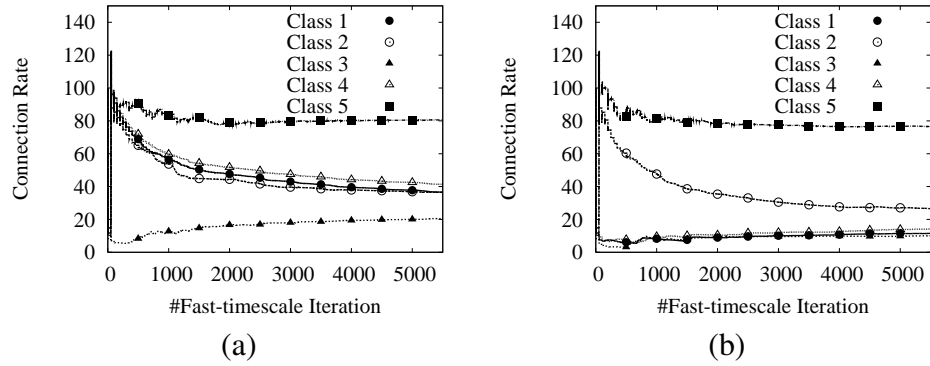 140
120
100
80
60
40
20
0
Connection Rate
Class 1
Class 2
Class 3
Class 4
Class 5
0 1000 2000 3000 4000 5000
#Fast-timescale Iteration
(a)
140
120
100
80
60
40
20
0
Connection Rate
Class 1
Class 2
Class 3
Class 4
Class 5
0 1000 2000 3000 4000 5000
#Fast-timescale Iteration
(b)